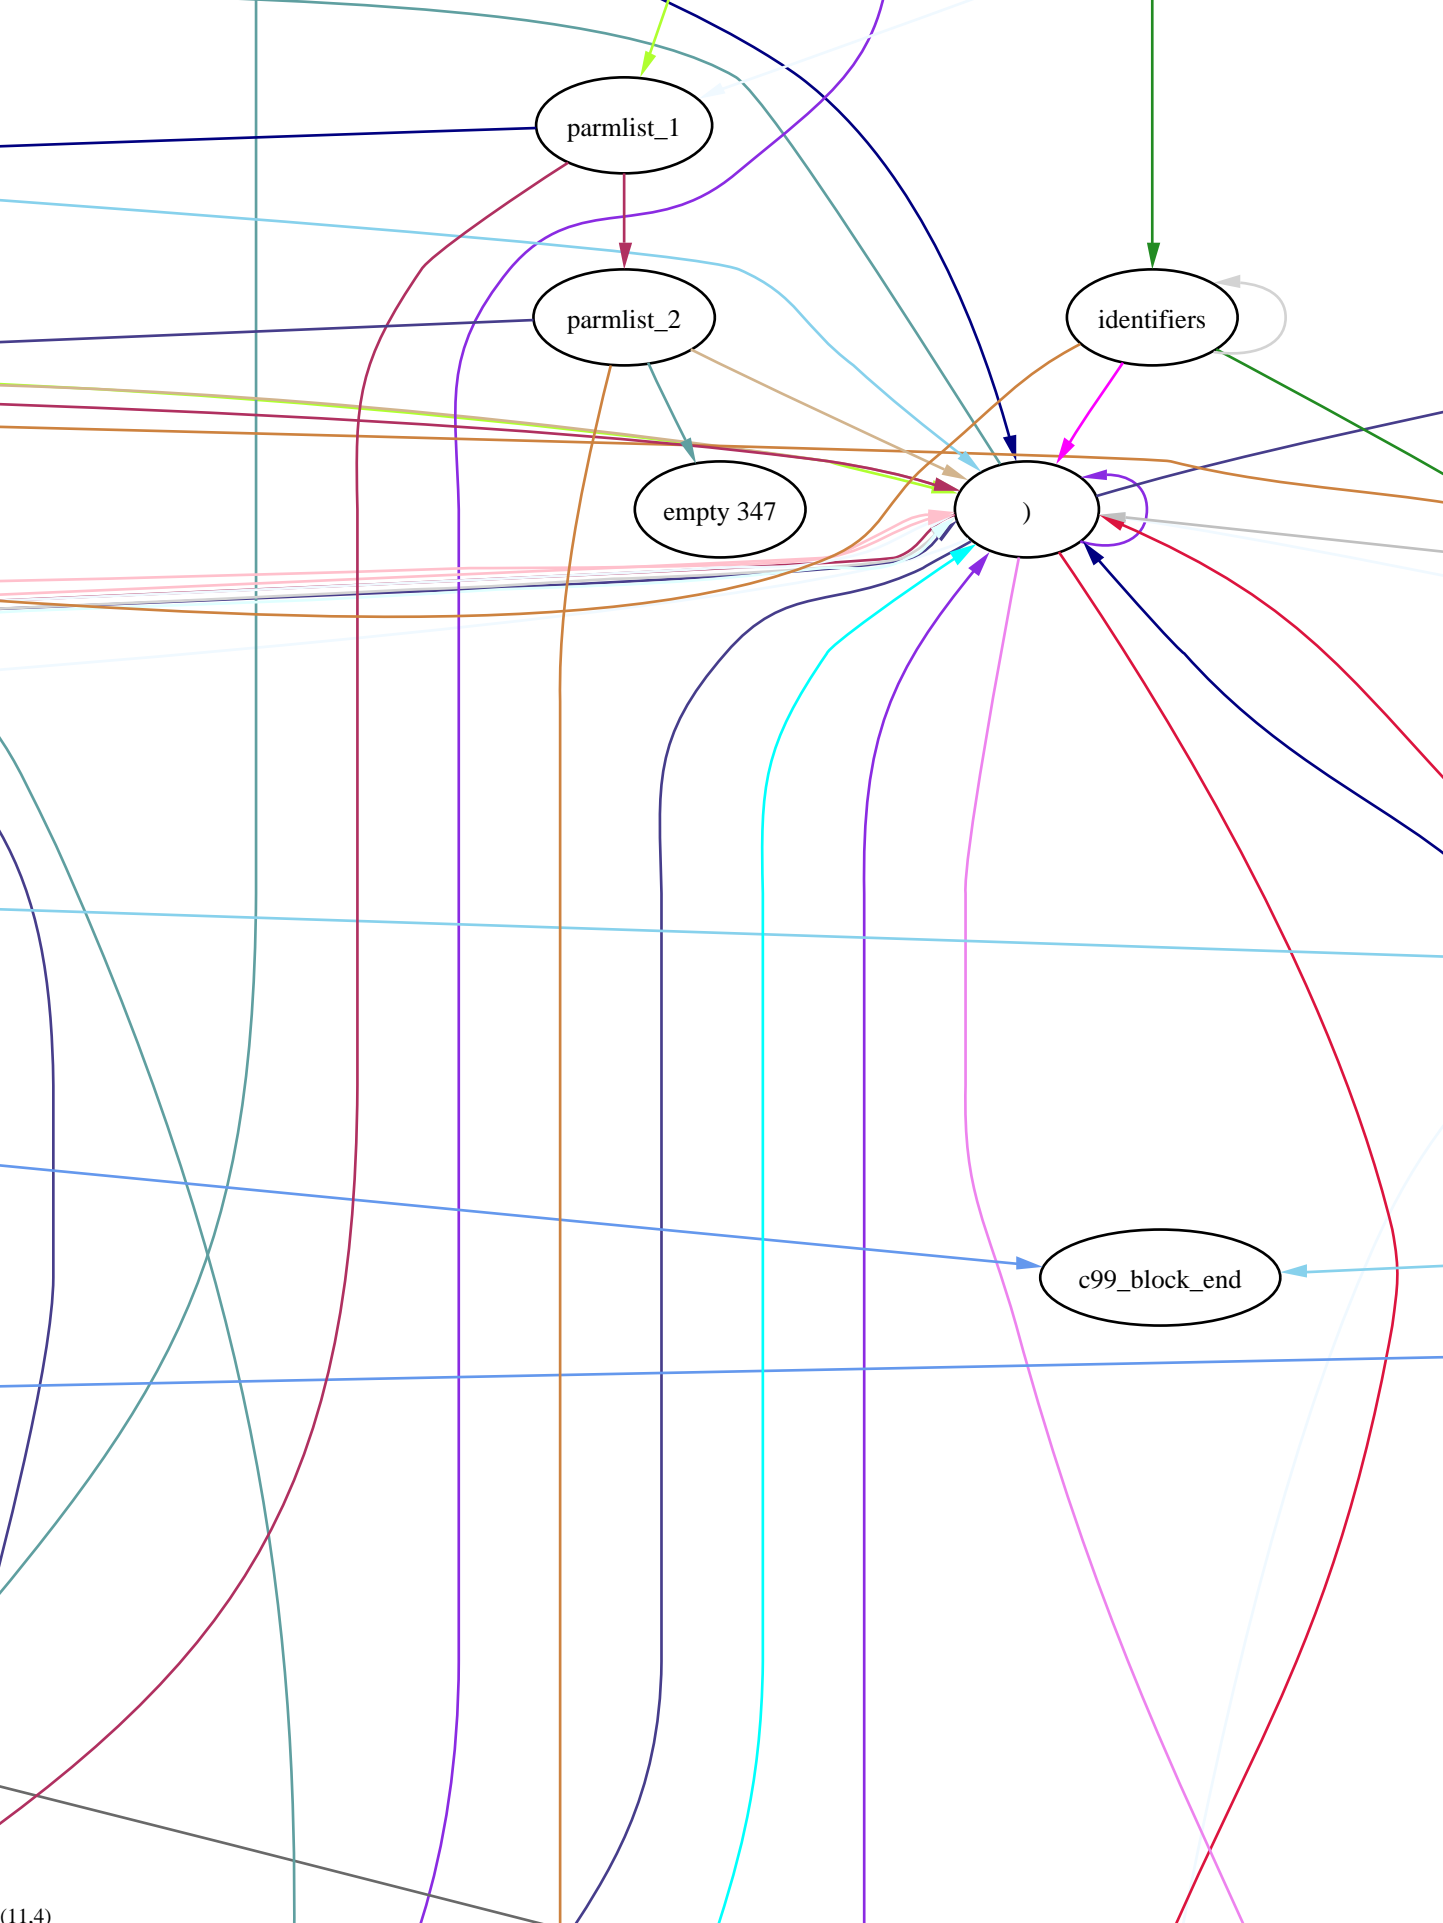 parmlist_1
parmlist_2
identifiers
empty 347
)
c99_block_end
(11,4)